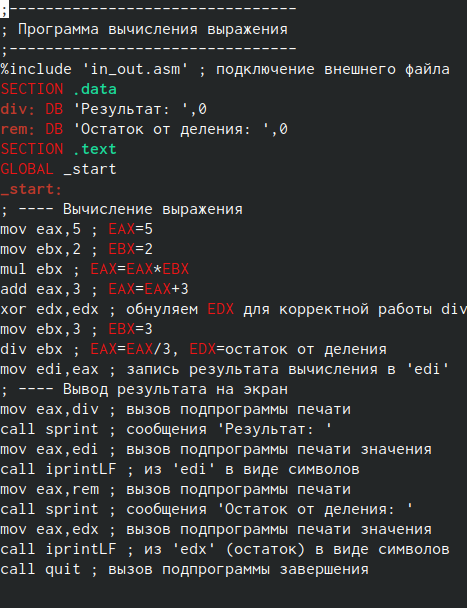 ;--------------------------------
; Программа вычисления выражения
;--------------------------------
%include 'in_out.asm' ; подключение внешнего файла
SECTION .data
div: DB 'Результат: ',0
rem: DB 'Остаток от деления: ',0
SECTION .text
GLOBAL _start
_start:
; ---- Вычисление выражения
mov eax,5 ; EAX=5
mov ebx,2 ; EBX=2
mul ebx ; EAX=EAX*EBX
add eax,3 ; EAX=EAX+3
xor edx,edx ; обнуляем EDX для корректной работы div
mov ebx,3 ; EBX=3
div ebx ; EAX=EAX/3, EDX=остаток от деления
mov edi,eax ; запись результата вычисления в 'edi'
; ---- Вывод результата на экран
mov eax,div ; вызов подпрограммы печати
call sprint ; сообщения 'Результат: '
mov eax,edi ; вызов подпрограммы печати значения
call iprintLF ; из 'edi' в виде символов
mov eax,rem ; вызов подпрограммы печати
call sprint ; сообщения 'Остаток от деления: '
mov eax,edx ; вызов подпрограммы печати значения
call iprintLF ; из 'edx' (остаток) в виде символов
call quit ; вызов подпрограммы завершения